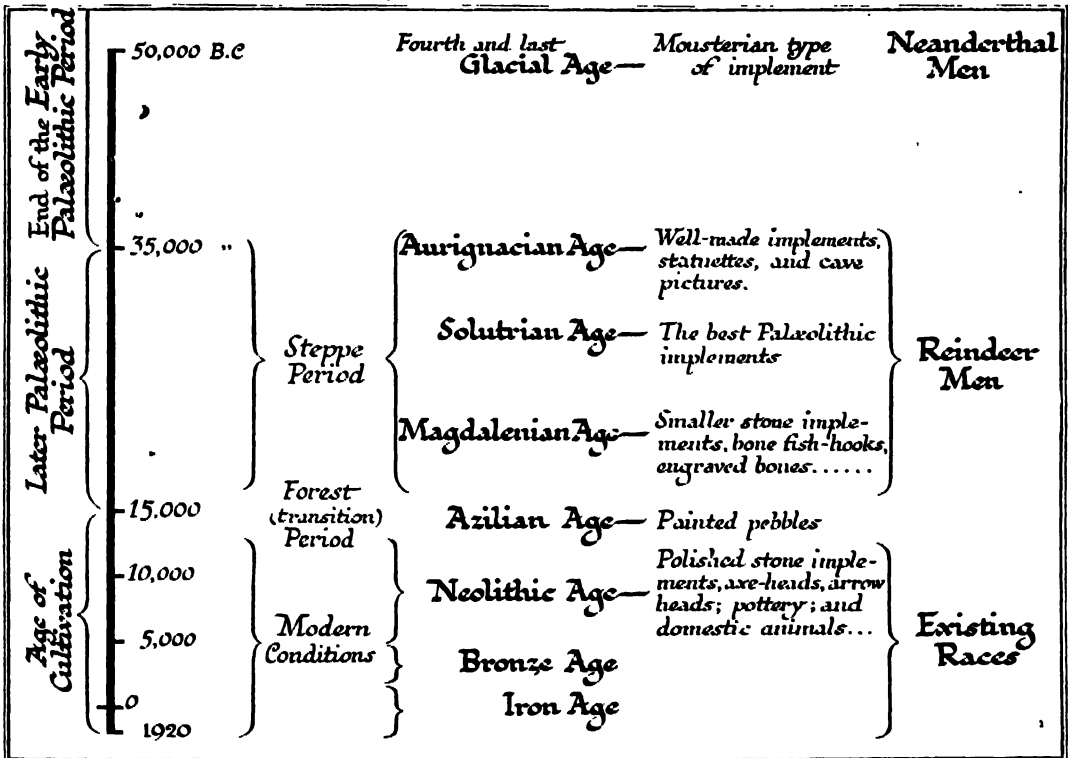 End of the Early
Palæolithic Period
Later Palæolithic
Period
Age of
Cultivation
50,000 B.C
35,000 "
15.000
10,000
5,000
0
1920
Steppe
Period
Forest
(transition)
Period
Modern
Conditions
Fourth and last
Glacial Age —
Aurignacian Age —
Solutrian Age —
Magdalenian Age —
Azilian Age —
Neolithic Age —
Bronze Age
Iron Age
Mousterian type
of implement
Well-made implements,
statuettes, and cave
pictures.
The best Palæolithic
implements
Smaller stone imple-
ments, bone fish-hooks,
engraved bones......
Painted pebbles
Polished stone imple-
ments, axe-heads, arrow
heads; pottery; and
domestic animals...
Neanderthal
Men
Reindeer
Men
Existing
Races